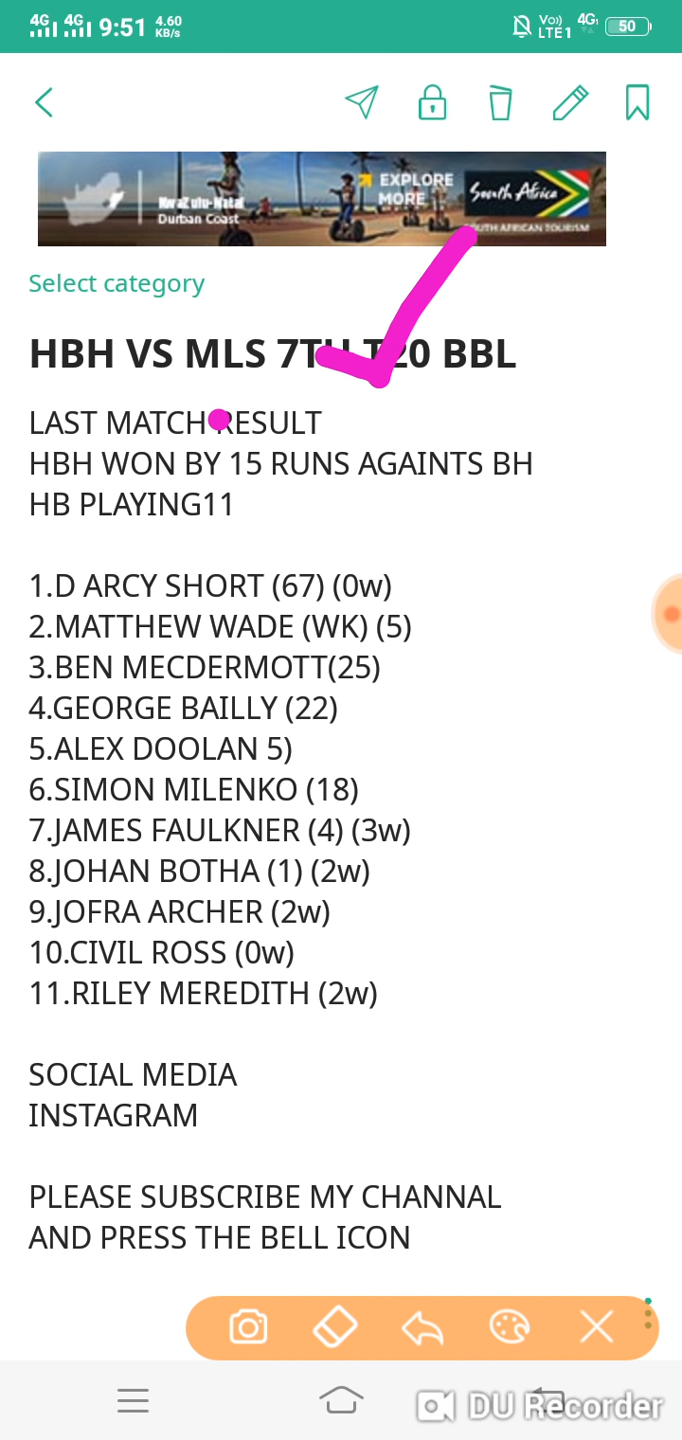 4G 4G 9:51 4.60 KB/s Vo) LTE1 4G 50
KwaZulu-Natal
Durban Coast
EXPLORE
MORE
South Africa
SOUTH AFRICAN TOURISM
Select category
HBH VS MLS 7TH T20 BBL
LAST MATCH RESULT
HBH WON BY 15 RUNS AGAINTS BH
HB PLAYING11
1.D ARCY SHORT (67) (0w)
2.MATTHEW WADE (WK) (5)
3.BEN MECDERMOTT(25)
4.GEORGE BAILLY (22)
5.ALEX DOOLAN 5)
6.SIMON MILENKO (18)
7.JAMES FAULKNER (4) (3w)
8.JOHAN BOTHA (1) (2w)
9.JOFRA ARCHER (2w)
10.CIVIL ROSS (0w)
11.RILEY MEREDITH (2w)
SOCIAL MEDIA
INSTAGRAM
PLEASE SUBSCRIBE MY CHANNAL
AND PRESS THE BELL ICON
DU Recorder